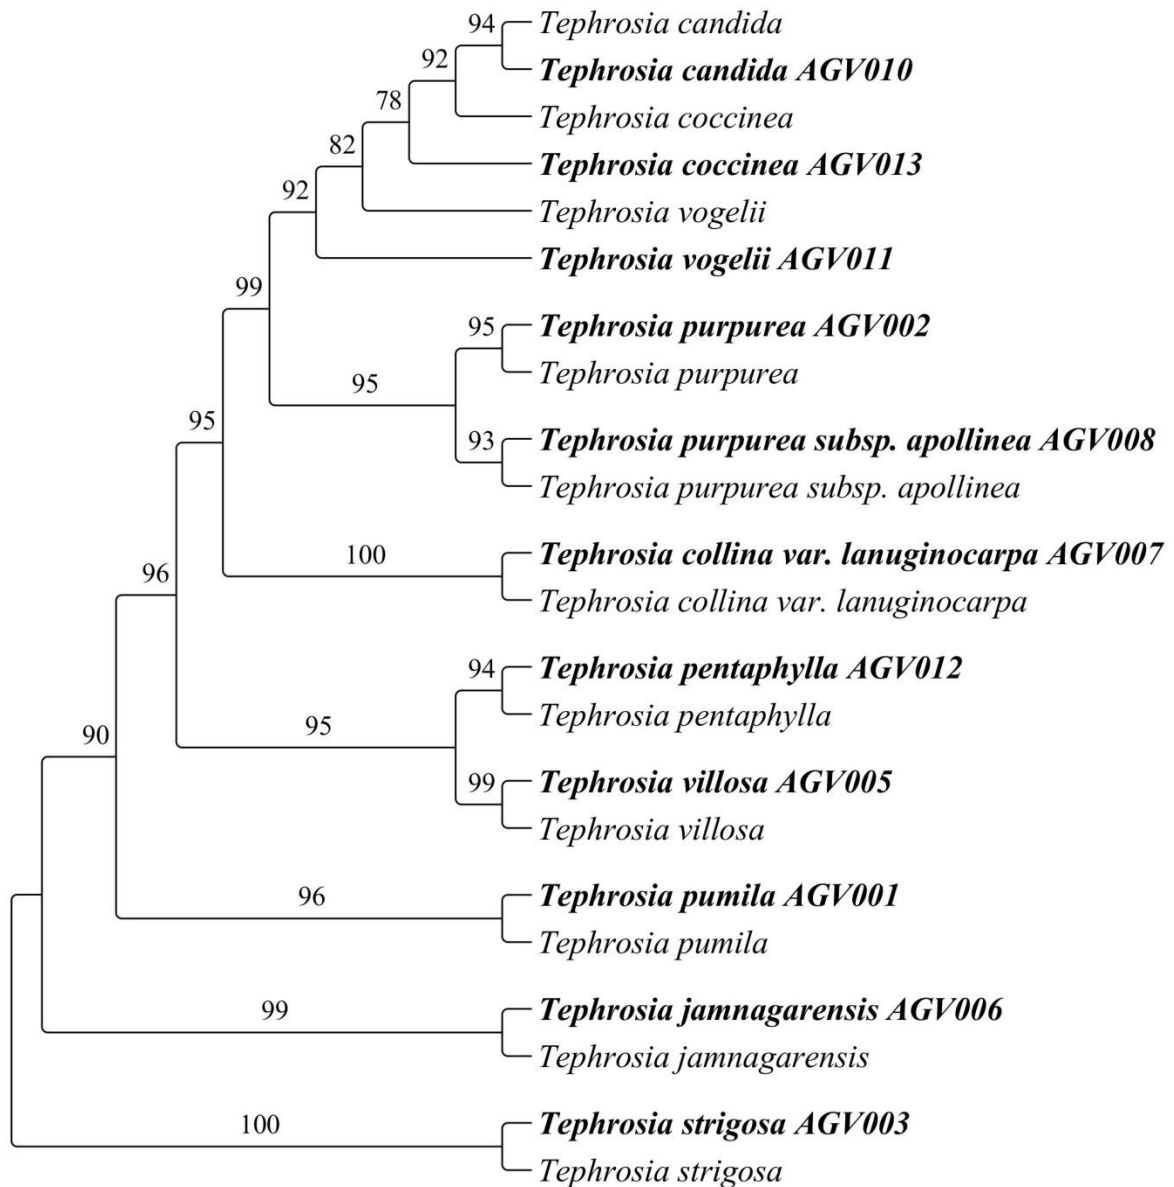 94 Tephrosia candida
92 Tephrosia candida AGV010
78 Tephrosia coccinea
82 Tephrosia coccinea AGV013
92 Tephrosia vogelii
Tephrosia vogelii AGV011
99
95 Tephrosia purpurea AGV002
95 Tephrosia purpurea
95 93 Tephrosia purpurea subsp. apollinea AGV008
Tephrosia purpurea subsp. apollinea
96 100 Tephrosia collina var. lanuginocarpa AGV007
Tephrosia collina var. lanuginocarpa
94 Tephrosia pentaphylla AGV012
90 95 Tephrosia pentaphylla
99 Tephrosia villosa AGV005
Tephrosia villosa
96 Tephrosia pumila AGV001
Tephrosia pumila
99 Tephrosia jamnagarensis AGV006
Tephrosia jamnagarensis
100 Tephrosia strigosa AGV003
Tephrosia strigosa